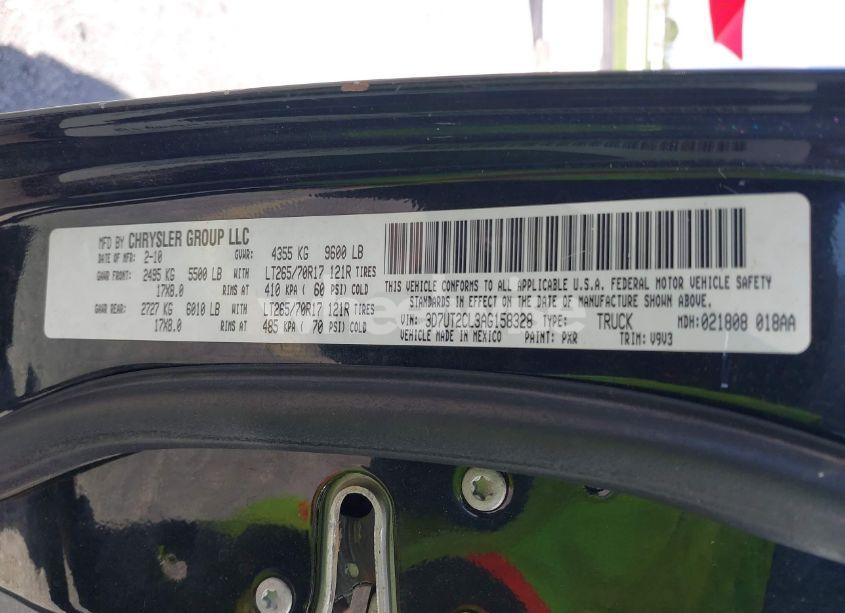 MFD BY CHRYSLER GROUP LLC
DATE OF MFR: 2-10 GVWR: 4355 KG 9600 LB
GAWR FRONT: 2495 KG 5500 LB WITH LT265/70R17 121R TIRES
17X8.0 RIMS AT 410 KPA ( 60 PSI) COLD
GAWR REAR: 2727 KG 6010 LB WITH LT265/70R17 121R TIRES
17X8.0 RIMS AT 485 KPA ( 70 PSI) COLD
THIS VEHICLE CONFORMS TO ALL APPLICABLE U.S.A. FEDERAL MOTOR VEHICLE SAFETY
STANDARDS IN EFFECT ON THE DATE OF MANUFACTURE SHOWN ABOVE.
VIN: 3D7UT2CL3AG158328 TYPE: TRUCK MDH: 021808 018AA
VEHICLE MADE IN MEXICO PAINT: PXR TRIM: V9V3